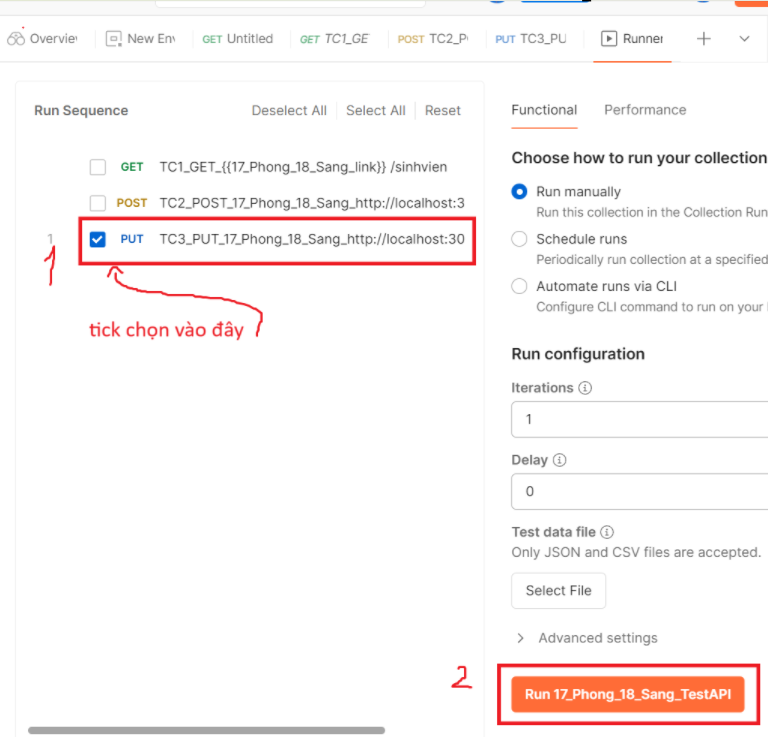 Overvie
New Env
GET Untitled
GET TC1_GE
POST TC2_P
PUT TC3_PU
Runner
Run Sequence
Deselect All
Select All
Reset
GET TC1_GET_{{17_Phong_18_Sang_link}} /sinhvien
POST TC2_POST_17_Phong_18_Sang_http://localhost:3
1 PUT TC3_PUT_17_Phong_18_Sang_http://localhost:30
1
tick chọn vào đây
Functional
Performance
Choose how to run your collection
Run manually
Run this collection in the Collection Run
Schedule runs
Periodically run collection at a specified
Automate runs via CLI
Configure CLI command to run on your
Run configuration
Iterations
1
Delay
0
Test data file
Only JSON and CSV files are accepted.
Select File
Advanced settings
2
Run 17_Phong_18_Sang_TestAPI